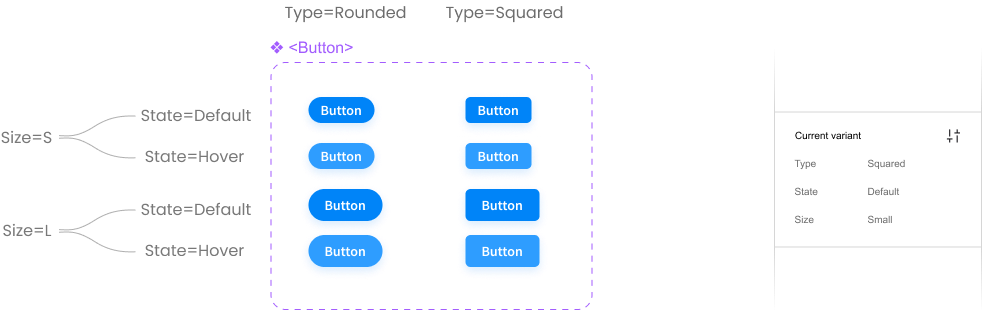 Type=Rounded Type=Squared
❖ <Button>
State=Default Button Button
Size=S
State=Hover Button Button
State=Default Button Button
Size=L
State=Hover Button Button
Current variant
Type Squared
State Default
Size Small